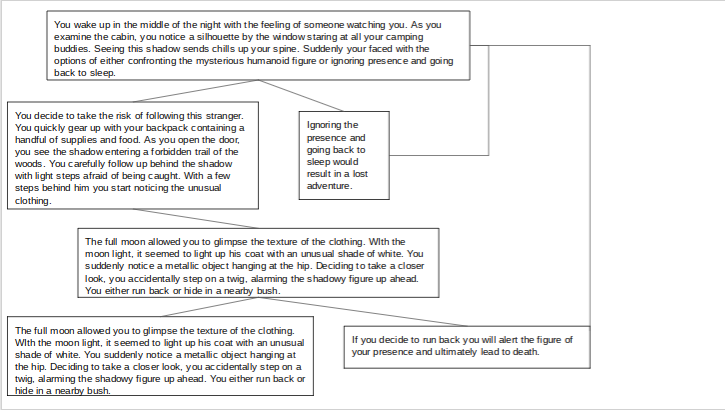 You wake up in the middle of the night with the feeling of someone watching you. As you
examine the cabin, you notice a silhouette by the window staring at all your camping
buddies. Seeing this shadow sends chills up your spine. Suddenly your faced with the
options of either confronting the mysterious humanoid figure or ignoring presence and going
back to sleep.
You decide to take the risk of following this stranger.
You quickly gear up with your backpack containing a
handful of supplies and food. As you open the door,
you see the shadow entering a forbidden trail of the
woods. You carefully follow up behind the shadow
with light steps afraid of being caught. With a few
steps behind him you start noticing the unusual
clothing.
Ignoring the
presence and
going back to
sleep would
result in a lost
adventure.
The full moon allowed you to glimpse the texture of the clothing. WIth the
moon light, it seemed to light up his coat with an unusual shade of white. You
suddenly notice a metallic object hanging at the hip. Deciding to take a closer
look, you accidentally step on a twig, alarming the shadowy figure up ahead.
You either run back or hide in a nearby bush.
The full moon allowed you to glimpse the texture of the clothing.
WIth the moon light, it seemed to light up his coat with an unusual
shade of white. You suddenly notice a metallic object hanging at
the hip. Deciding to take a closer look, you accidentally step on a
twig, alarming the shadowy figure up ahead. You either run back or
hide in a nearby bush.
If you decide to run back you will alert the figure of
your presence and ultimately lead to death.